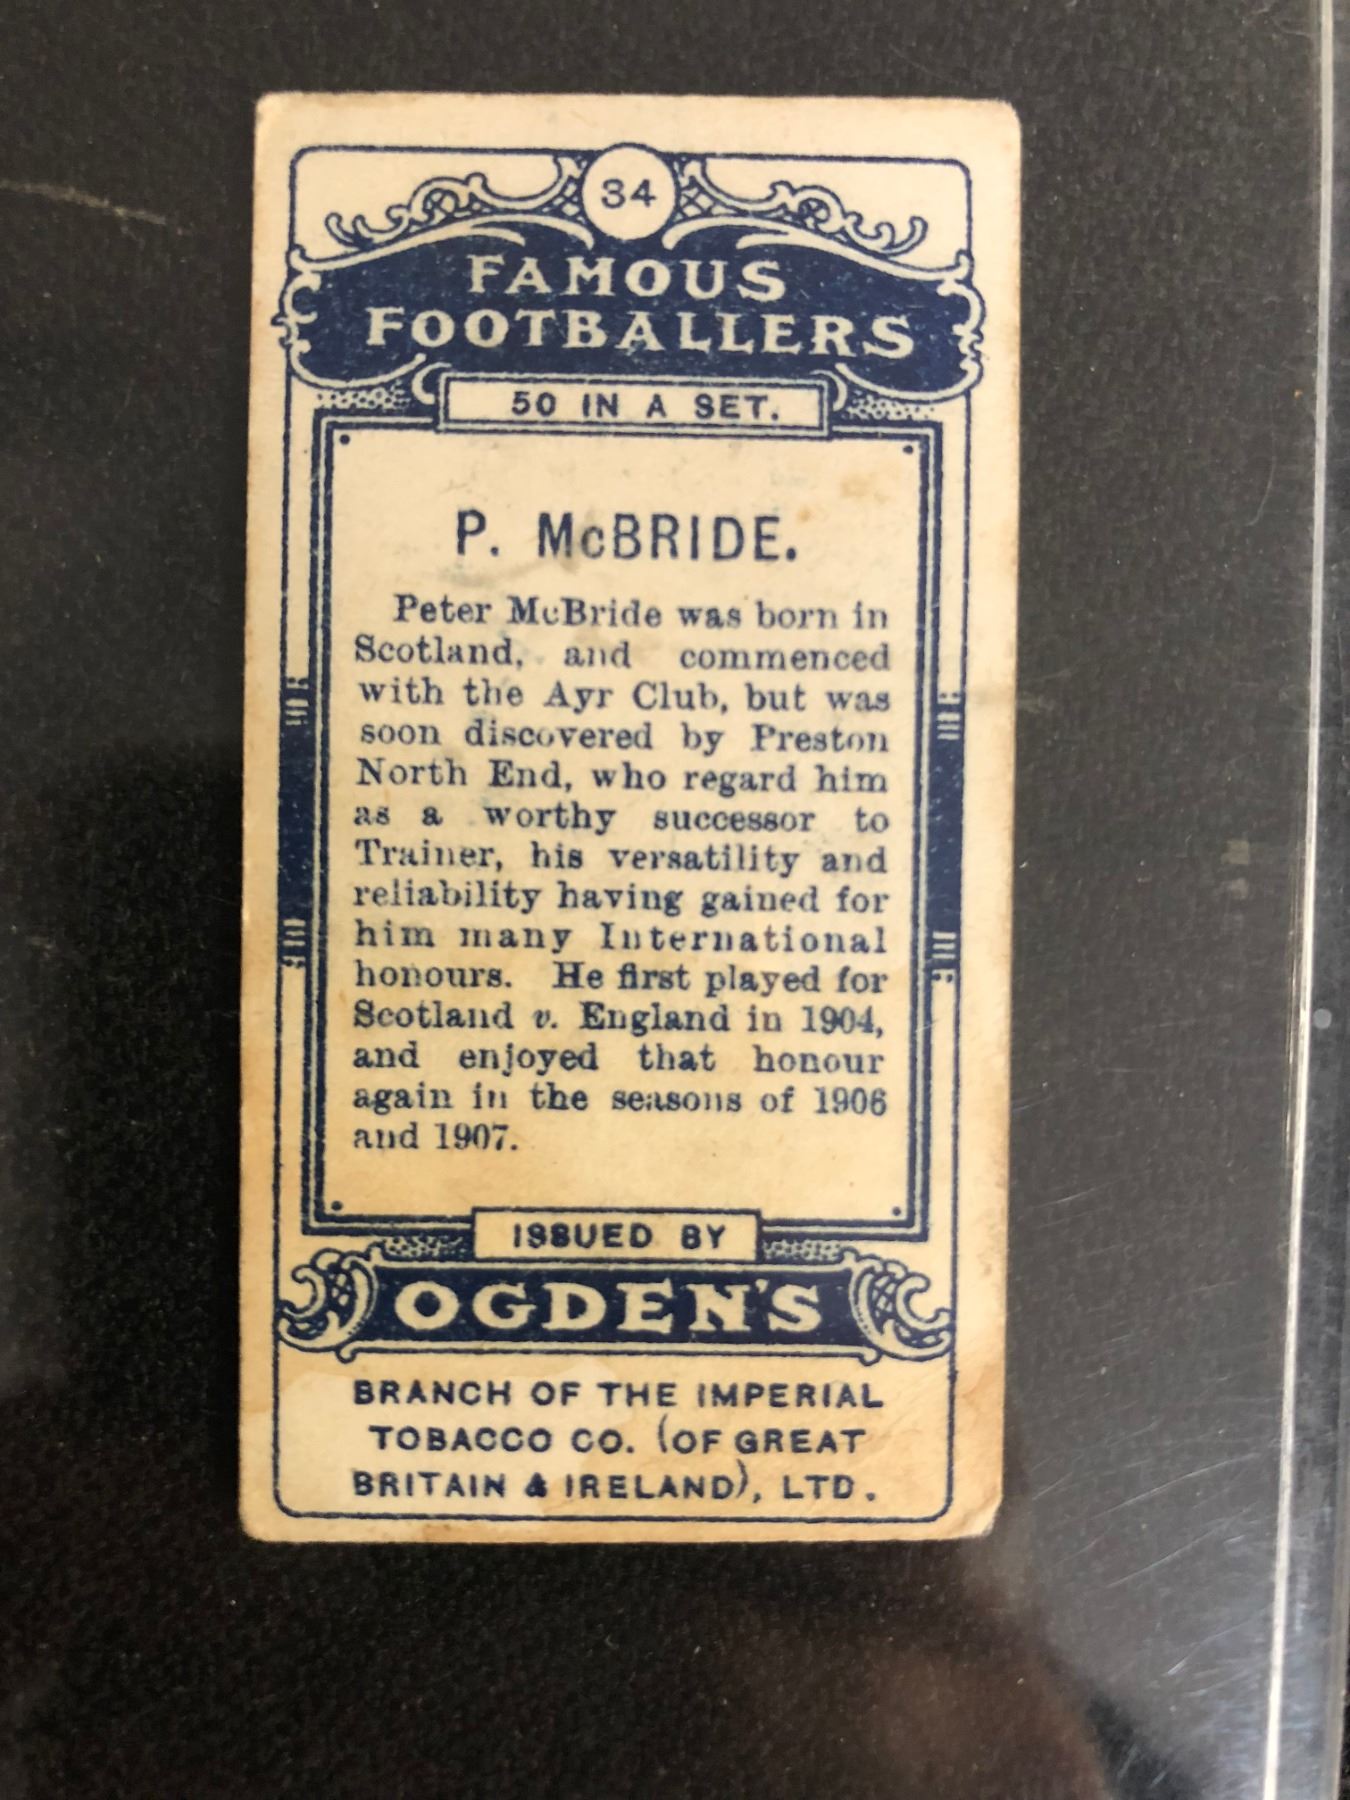 34
FAMOUS
FOOTBALLERS
50 IN A SET.
P. McBRIDE.
Peter McBride was born in
Scotland, and commenced
with the Ayr Club, but was
soon discovered by Preston
North End, who regard him
as a worthy successor to
Trainer, his versatility and
reliability having gained for
him many International
honours. He first played for
Scotland v. England in 1904,
and enjoyed that honour
again in the seasons of 1906
and 1907.
ISSUED BY
OGDEN'S
BRANCH OF THE IMPERIAL
TOBACCO CO. (OF GREAT
BRITAIN & IRELAND), LTD.